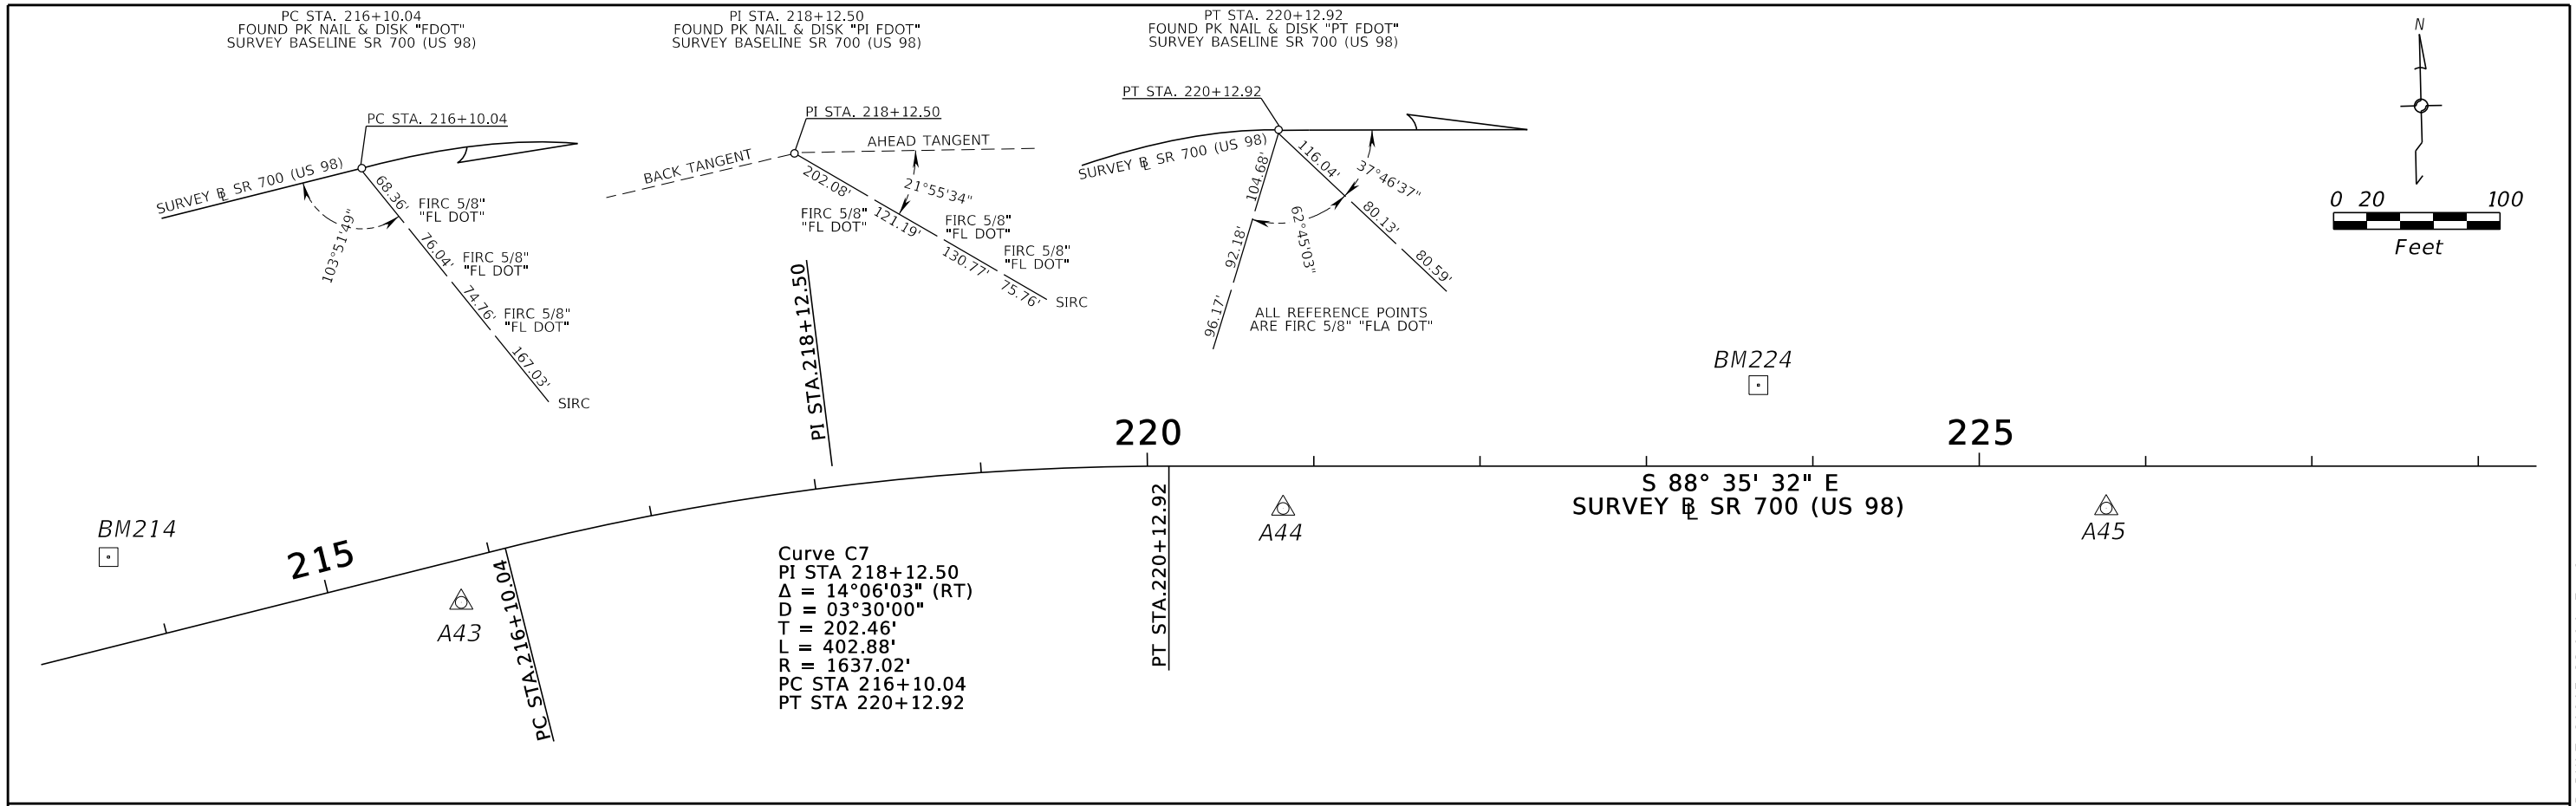 PC STA. 216+10.04
FOUND PK NAIL & DISK "FDOT"
SURVEY BASELINE SR 700 (US 98)
PI STA. 218+12.50
FOUND PK NAIL & DISK "PI FDOT"
SURVEY BASELINE SR 700 (US 98)
PT STA. 220+12.92
FOUND PK NAIL & DISK "PT FDOT"
SURVEY BASELINE SR 700 (US 98)
N
0 20 100
Feet
PC STA. 216+10.04
SURVEY BL SR 700 (US 98)
103°51'49"
68.36'
FIRC 5/8"
"FL DOT"
76.04'
FIRC 5/8"
"FL DOT"
74.76'
FIRC 5/8"
"FL DOT"
167.03'
SIRC
PI STA. 218+12.50
BACK TANGENT
AHEAD TANGENT
21°55'34"
202.08'
FIRC 5/8"
"FL DOT"
121.19'
FIRC 5/8"
"FL DOT"
130.77'
FIRC 5/8"
"FL DOT"
75.76'
SIRC
PT STA. 220+12.92
SURVEY BL SR 700 (US 98)
104.68'
92.18'
96.17'
116.04'
80.13'
80.59'
37°46'37"
62°45'03"
ALL REFERENCE POINTS
ARE FIRC 5/8" "FLA DOT"
BM224
PI STA.218+12.50
220
225
S 88° 35' 32" E
SURVEY BL SR 700 (US 98)
BM214
215
A43
PC STA.216+10.04
PT STA.220+12.92
A44
A45
Curve C7
PI STA 218+12.50
Δ = 14°06'03" (RT)
D = 03°30'00"
T = 202.46'
L = 402.88'
R = 1637.02'
PC STA 216+10.04
PT STA 220+12.92